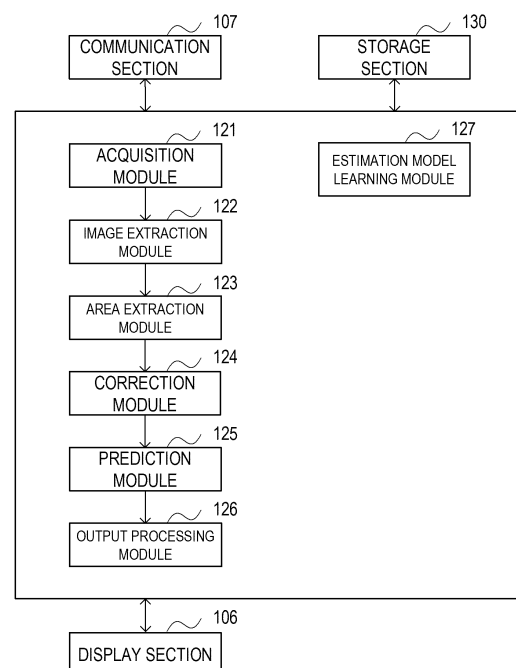 107
COMMUNICATION
SECTION
130
STORAGE
SECTION
121
ACQUISITION
MODULE
127
ESTIMATION MODEL
LEARNING MODULE
122
IMAGE EXTRACTION
MODULE
123
AREA EXTRACTION
MODULE
124
CORRECTION
MODULE
125
PREDICTION
MODULE
126
OUTPUT PROCESSING
MODULE
106
DISPLAY SECTION